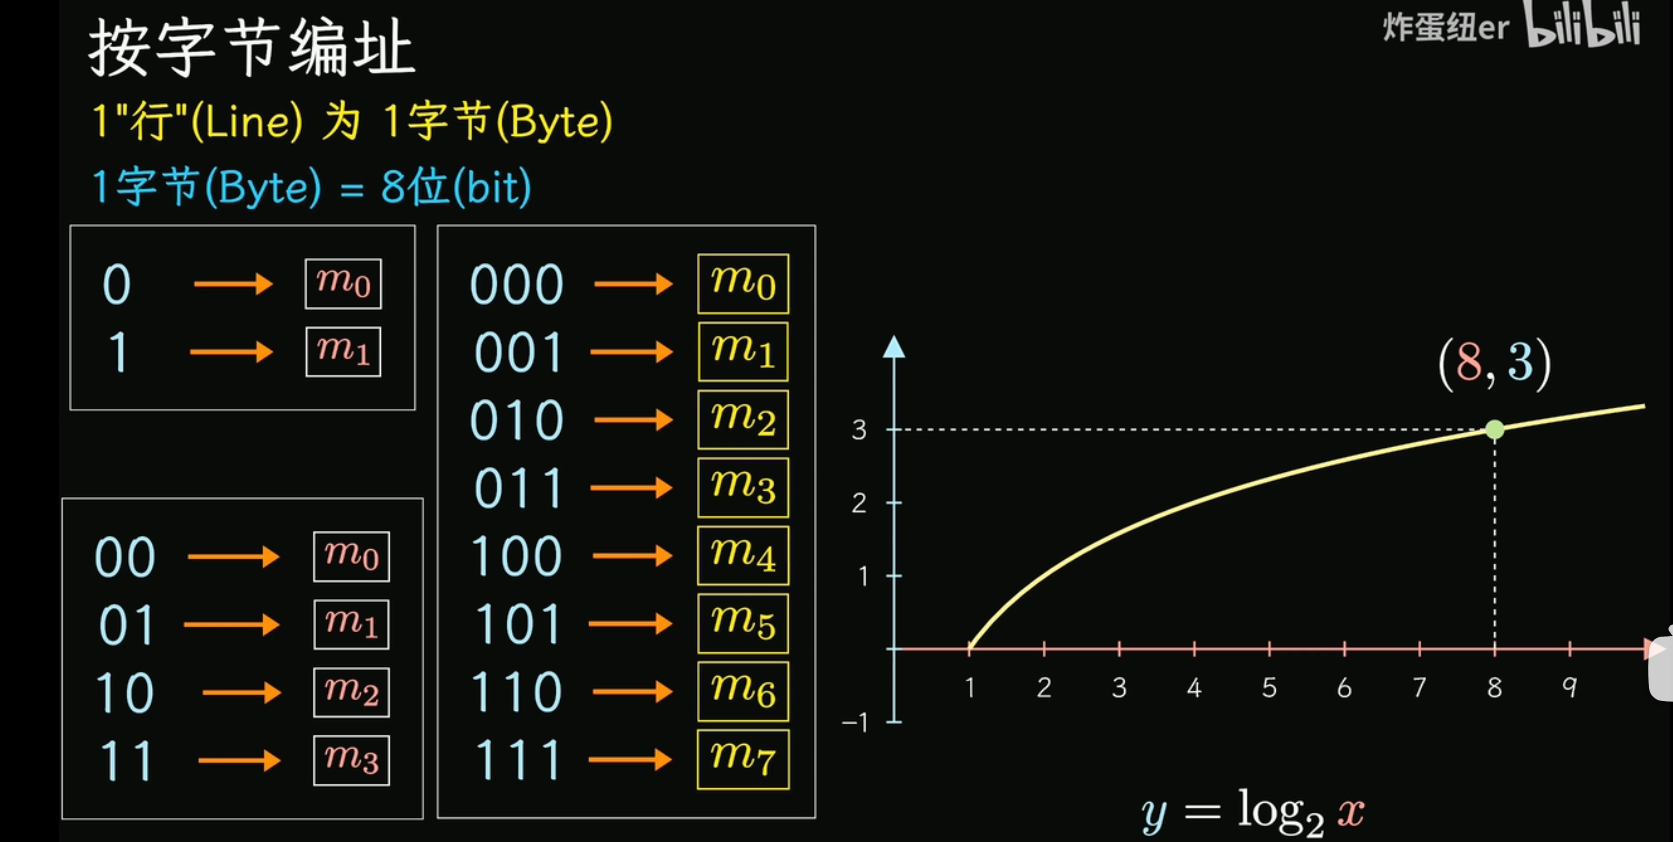 按字节编址
炸蛋纽er bilibili
1"行"(Line) 为 1字节(Byte)
1字节(Byte) = 8位(bit)
0 → m₀
1 → m₁
00 → m₀
01 → m₁
10 → m₂
11 → m₃
000 → m₀
001 → m₁
010 → m₂
011 → m₃
100 → m₄
101 → m₅
110 → m₆
111 → m₇
(8, 3)
3
2
1
−1
1 2 3 4 5 6 7 8 9
y = log₂ x